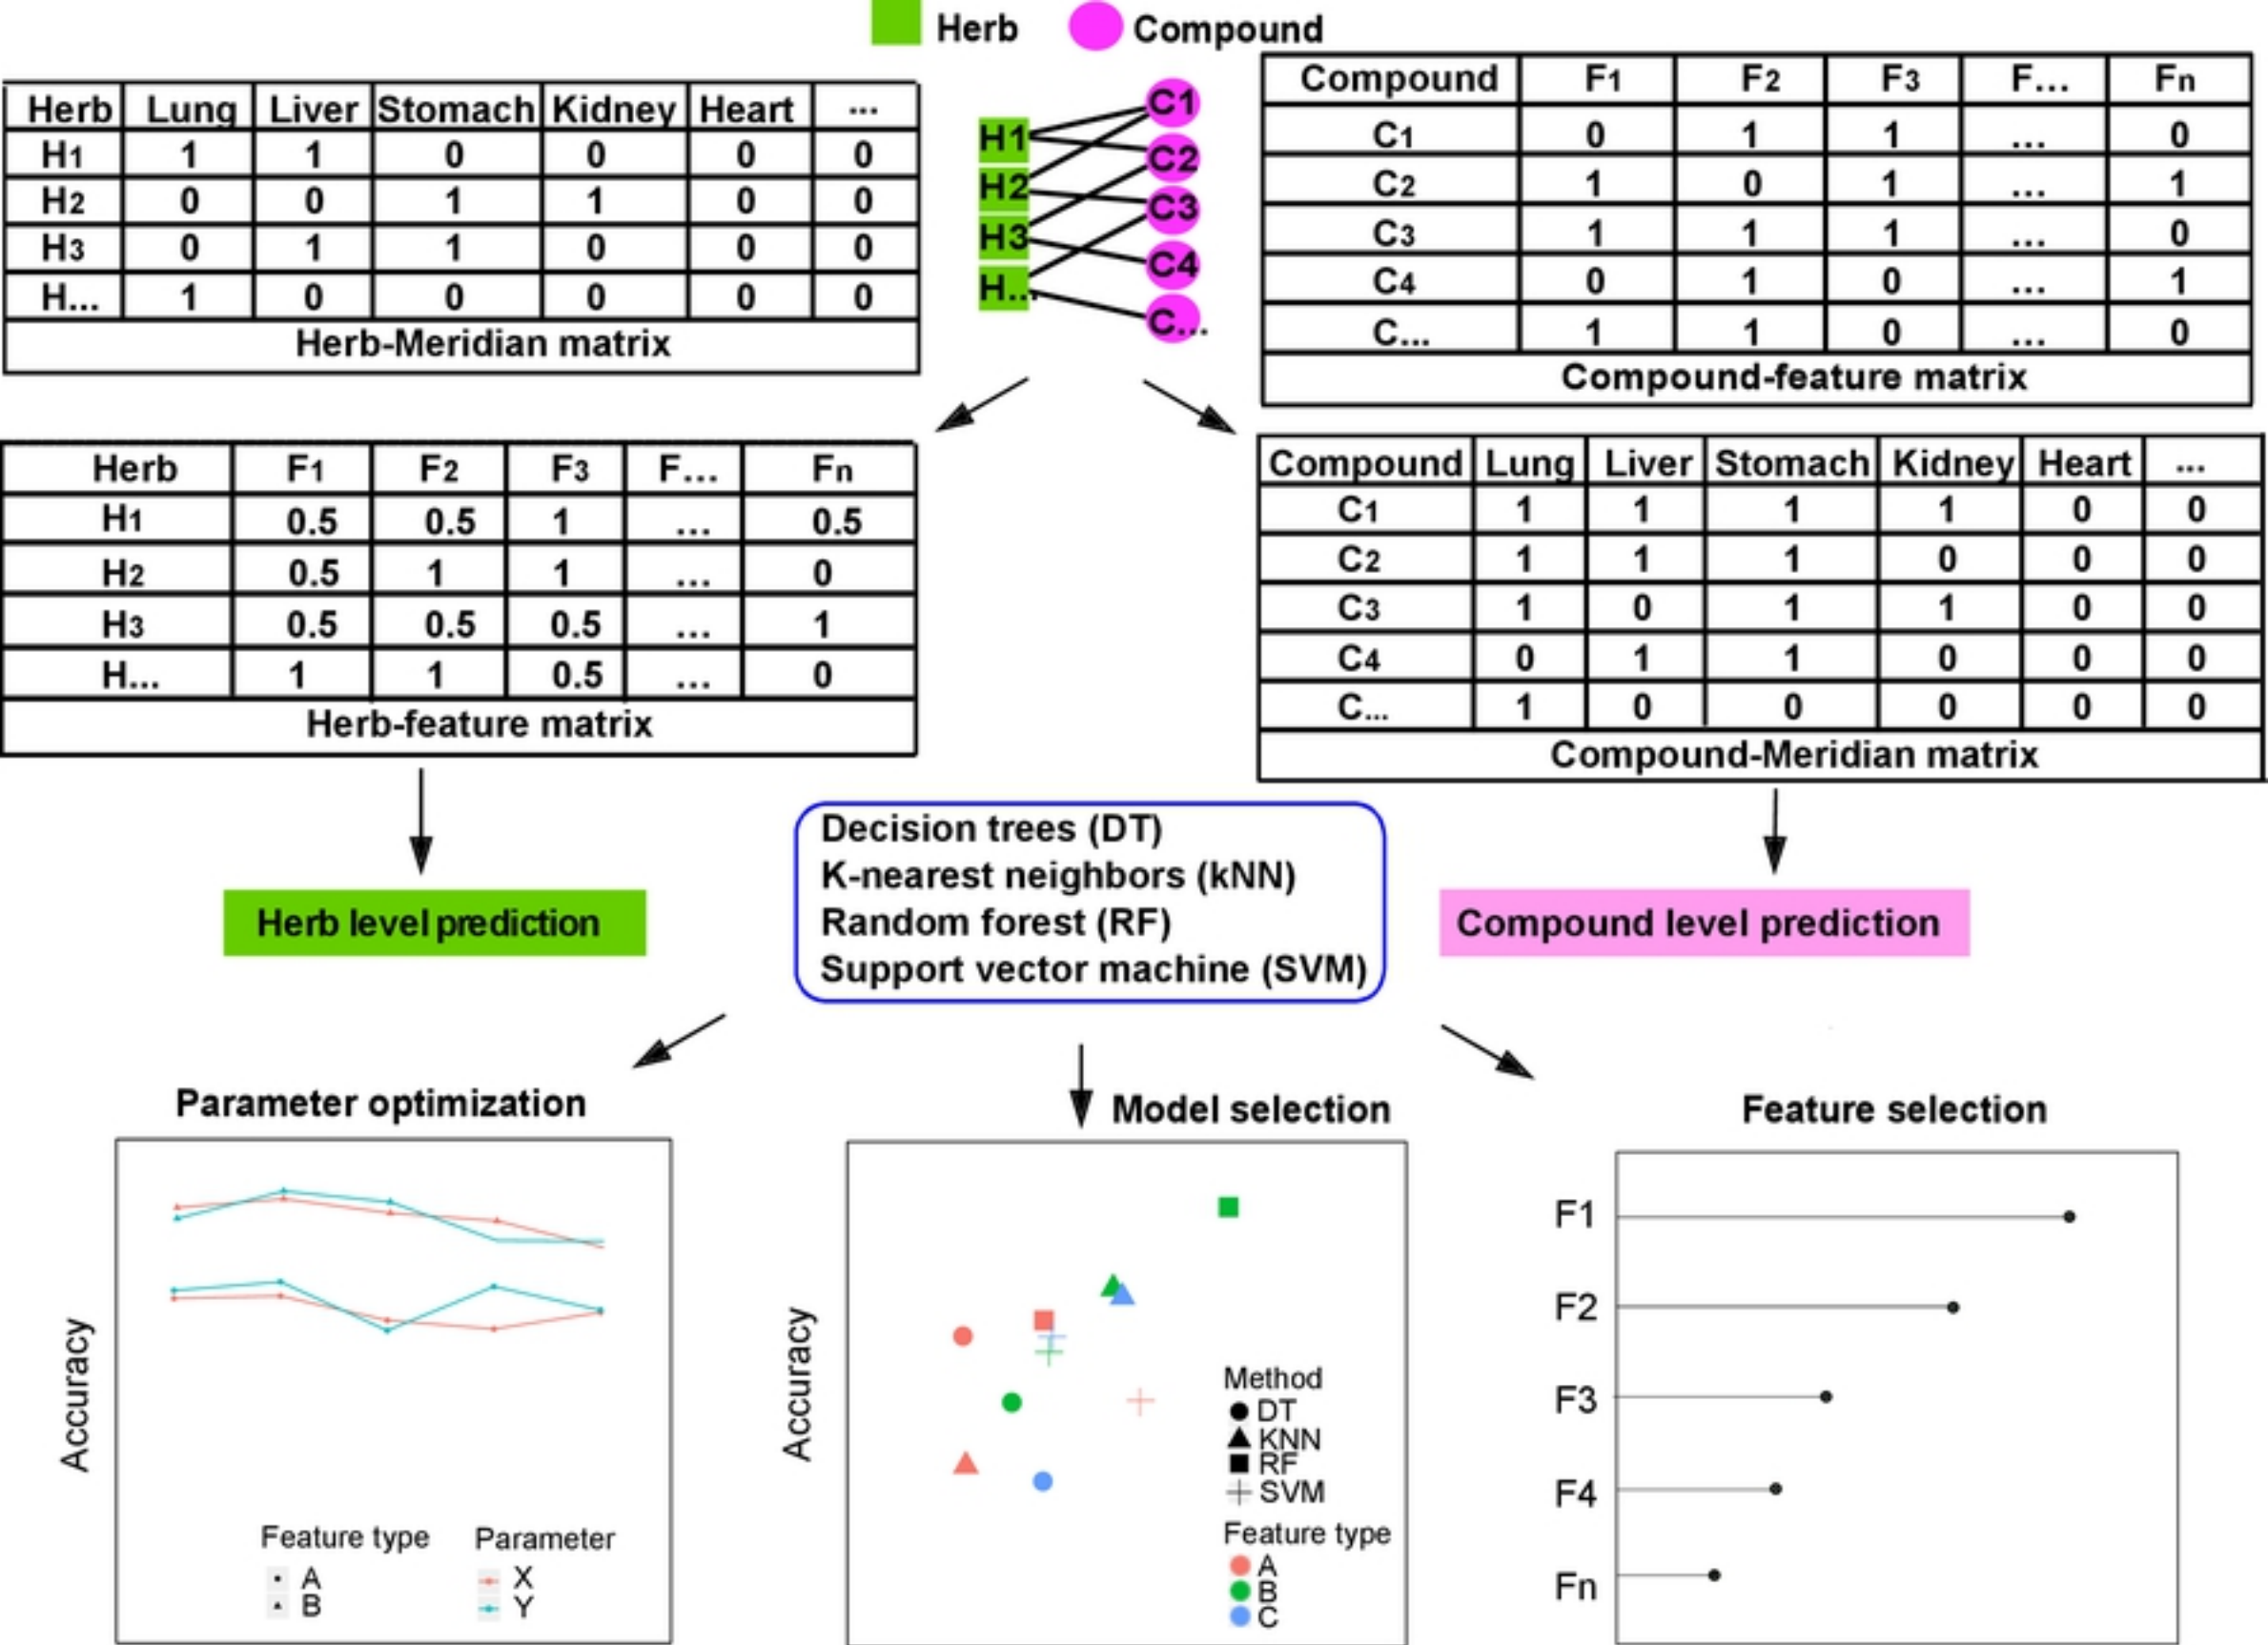 Herb Compound
Herb Lung Liver Stomach Kidney Heart ...
H1 1 1 0 0 0 0
H2 0 0 1 1 0 0
H3 0 1 1 0 0 0
H... 1 0 0 0 0 0
Herb-Meridian matrix
H1
H2
H3
H...
C1
C2
C3
C4
C...
Compound F1 F2 F3 F... Fn
C1 0 1 1 ... 0
C2 1 0 1 ... 1
C3 1 1 1 ... 0
C4 0 1 0 ... 1
C... 1 1 0 ... 0
Compound-feature matrix
Herb F1 F2 F3 F... Fn
H1 0.5 0.5 1 ... 0.5
H2 0.5 1 1 ... 0
H3 0.5 0.5 0.5 ... 1
H... 1 1 0.5 ... 0
Herb-feature matrix
Compound Lung Liver Stomach Kidney Heart ...
C1 1 1 1 1 0 0
C2 1 1 1 0 0 0
C3 1 0 1 1 0 0
C4 0 1 1 0 0 0
C... 1 0 0 0 0 0
Compound-Meridian matrix
Herb level prediction
Decision trees (DT)
K-nearest neighbors (kNN)
Random forest (RF)
Support vector machine (SVM)
Compound level prediction
Parameter optimization
Accuracy
Feature type
A
B
Parameter
X
Y
Model selection
Accuracy
Method
DT
KNN
RF
SVM
Feature type
A
B
C
Feature selection
F1
F2
F3
F4
Fn